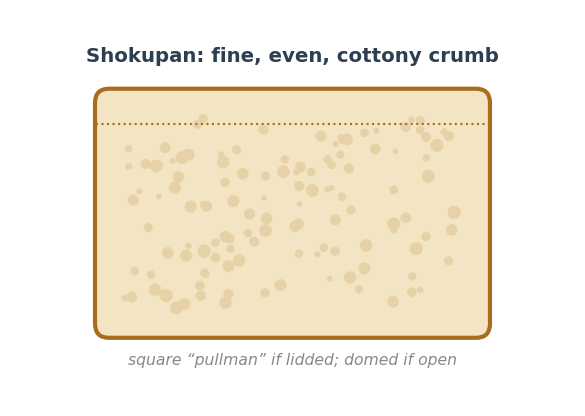 Shokupan: fine, even, cottony crumb
square “pullman” if lidded; domed if open